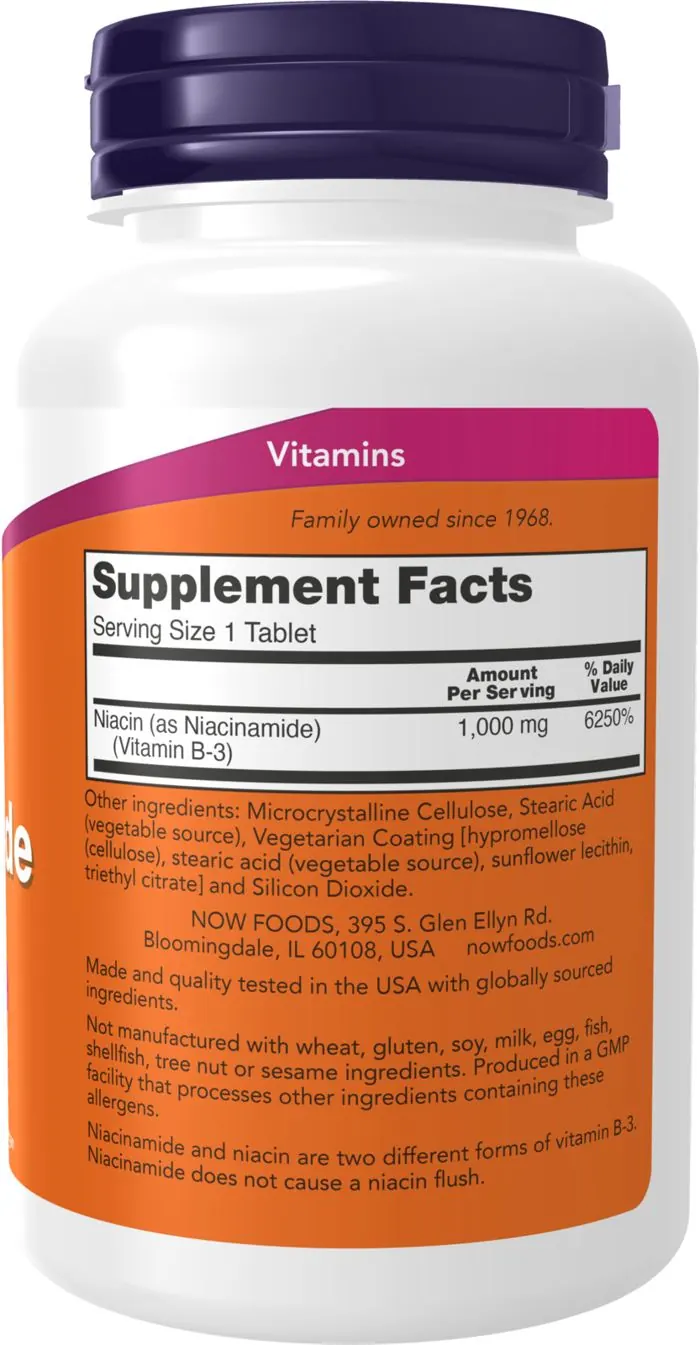 Vitamins
Family owned since 1968.
Supplement Facts
Serving Size 1 Tablet
Amount Per Serving
% Daily Value
Niacin (as Niacinamide) 1,000 mg 6250%
(Vitamin B-3)
Other ingredients: Microcrystalline Cellulose, Stearic Acid
(vegetable source), Vegetarian Coating [hypromellose
(cellulose), stearic acid (vegetable source), sunflower lecithin,
triethyl citrate] and Silicon Dioxide.
NOW FOODS, 395 S. Glen Ellyn Rd.
Bloomingdale, IL 60108, USA nowfoods.com
Made and quality tested in the USA with globally sourced
ingredients.
Not manufactured with wheat, gluten, soy, milk, egg, fish,
shellfish, tree nut or sesame ingredients. Produced in a GMP
facility that processes other ingredients containing these
allergens.
Niacinamide and niacin are two different forms of vitamin B-3.
Niacinamide does not cause a niacin flush.
de